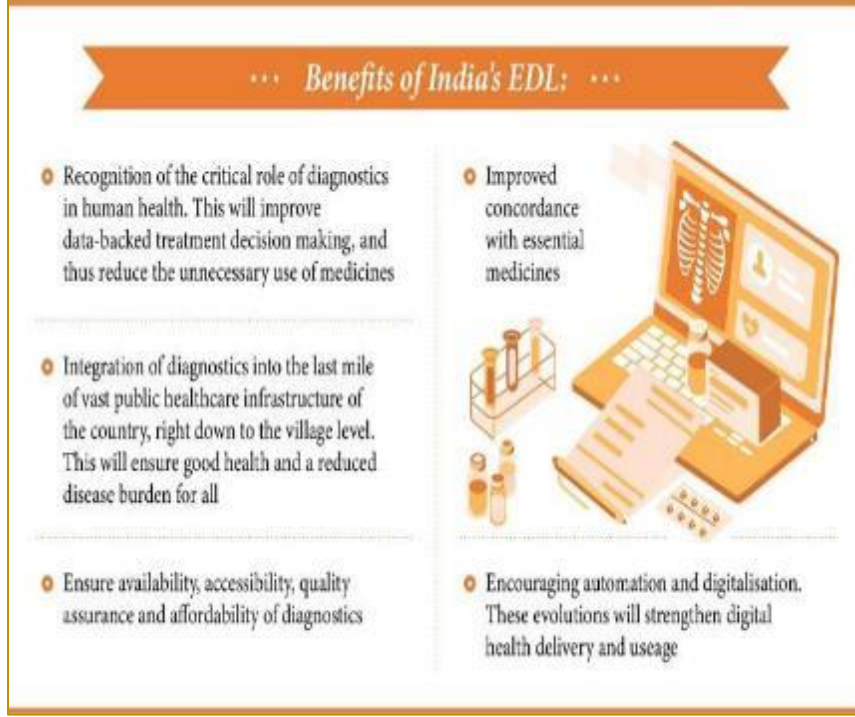 ··· Benefits of India's EDL: ···
Recognition of the critical role of diagnostics
in human health. This will improve
data-backed treatment decision making, and
thus reduce the unnecessary use of medicines
Integration of diagnostics into the last mile
of vast public healthcare infrastructure of
the country, right down to the village level.
This will ensure good health and a reduced
disease burden for all
Ensure availability, accessibility, quality
assurance and affordability of diagnostics
Improved
concordance
with essential
medicines
Encouraging automation and digitalisation.
These evolutions will strengthen digital
health delivery and useage